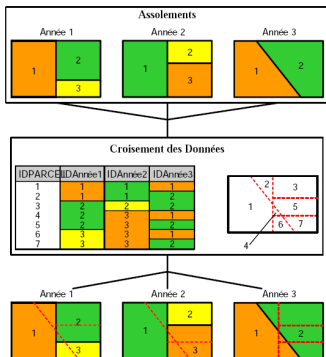 Assolements
Année 1 Année 2 Année 3
1 2 3
1 2 3
1 2
Croisement des Données
IDPARCEL IDAnnée1 IDAnnée2 IDAnnée3
1 1 1 1
2 1 1 2
3 2 2 2
4 2 3 1
5 2 3 2
6 3 3 1
7 3 3 2
2 3
1 5
6 7
4
Année 1 Année 2 Année 3
1 2 3
1 2 3
1 2